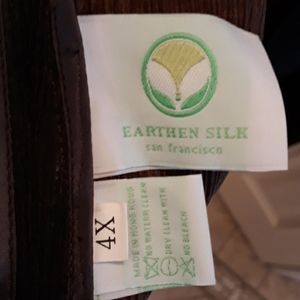 EARTHEN SILK
san francisco
MADE IN HONG KONG
NO WATER CLEAN
DRY CLEAN WITH
NO BLEACH
4X